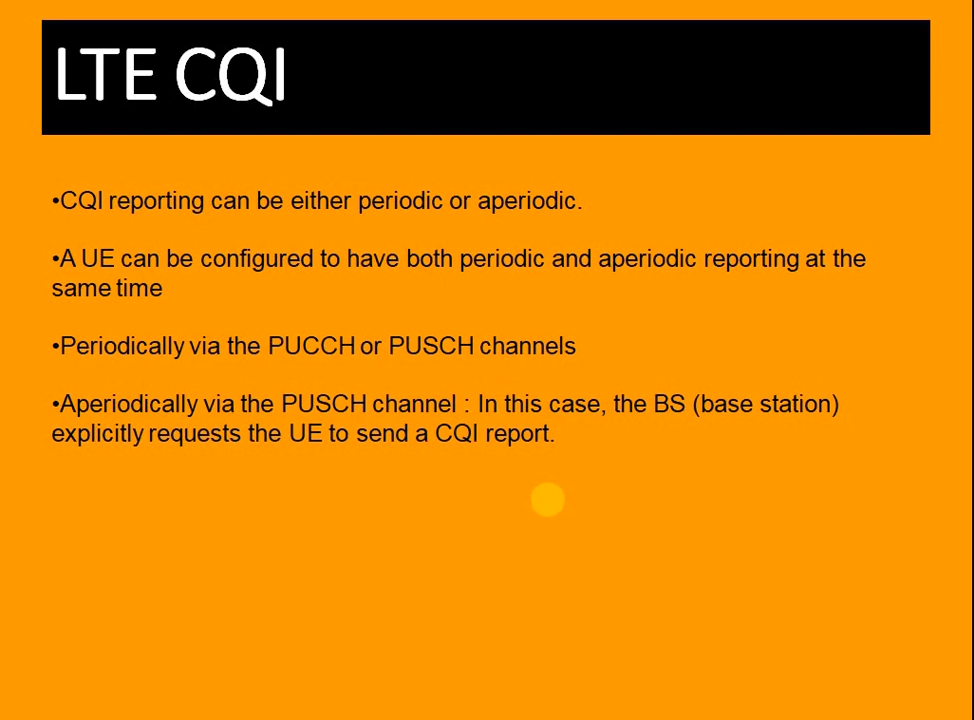 LTE CQI
•CQI reporting can be either periodic or aperiodic.
•A UE can be configured to have both periodic and aperiodic reporting at the
same time
•Periodically via the PUCCH or PUSCH channels
•Aperiodically via the PUSCH channel : In this case, the BS (base station)
explicitly requests the UE to send a CQI report.